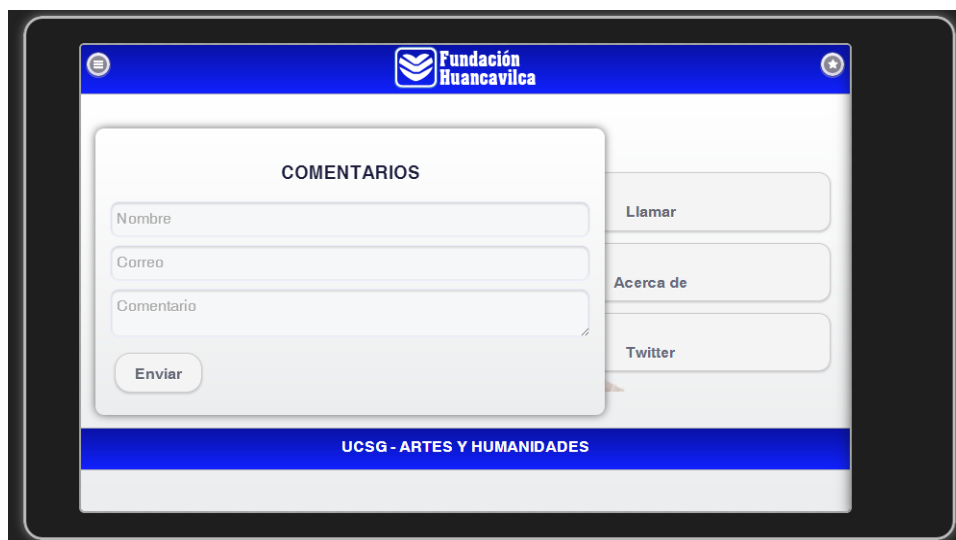 Fundación
Huancavilca
COMENTARIOS
Nombre
Correo
Comentario
Enviar
Llamar
Acerca de
Twitter
UCSG - ARTES Y HUMANIDADES